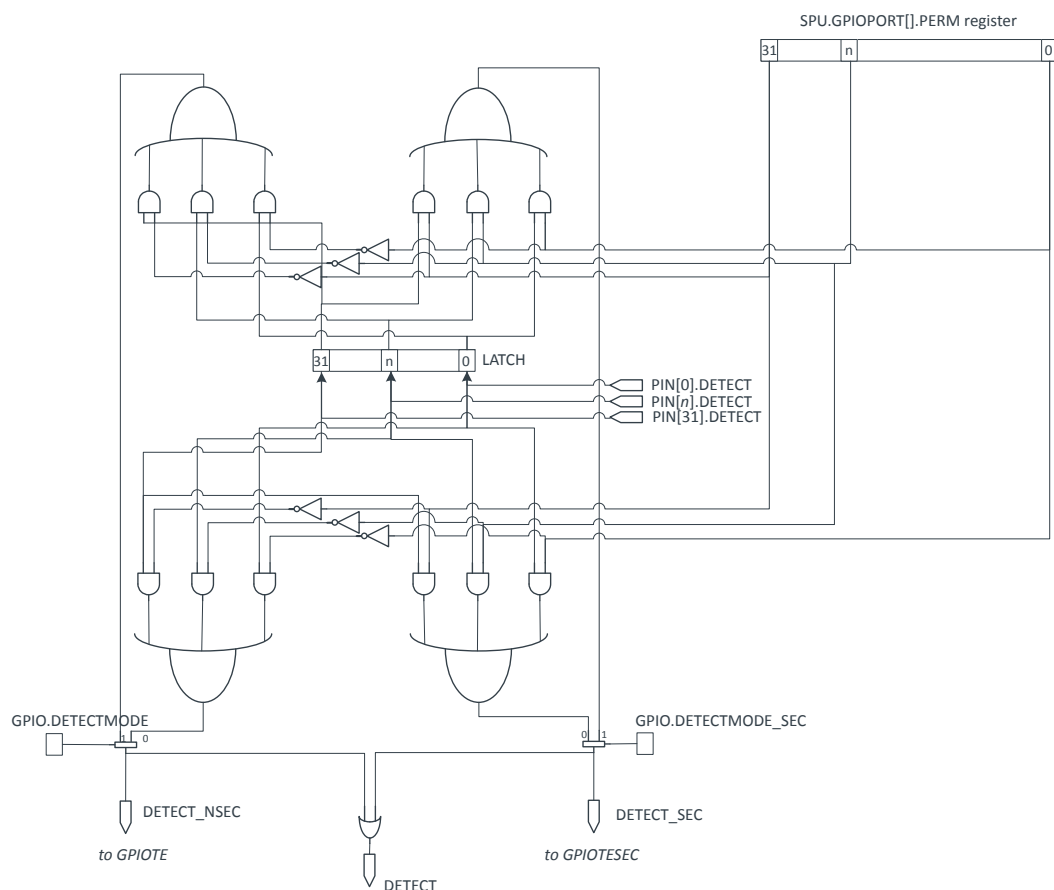 SPU.GPIOPORT[].PERM register
31 n 0
31 n 0 LATCH
PIN[0].DETECT
PIN[n].DETECT
PIN[31].DETECT
GPIO.DETECTMODE
1 0
0 1
GPIO.DETECTMODE_SEC
DETECT_NSEC
DETECT_SEC
to GPIOTE
to GPIOTESEC
DETECT